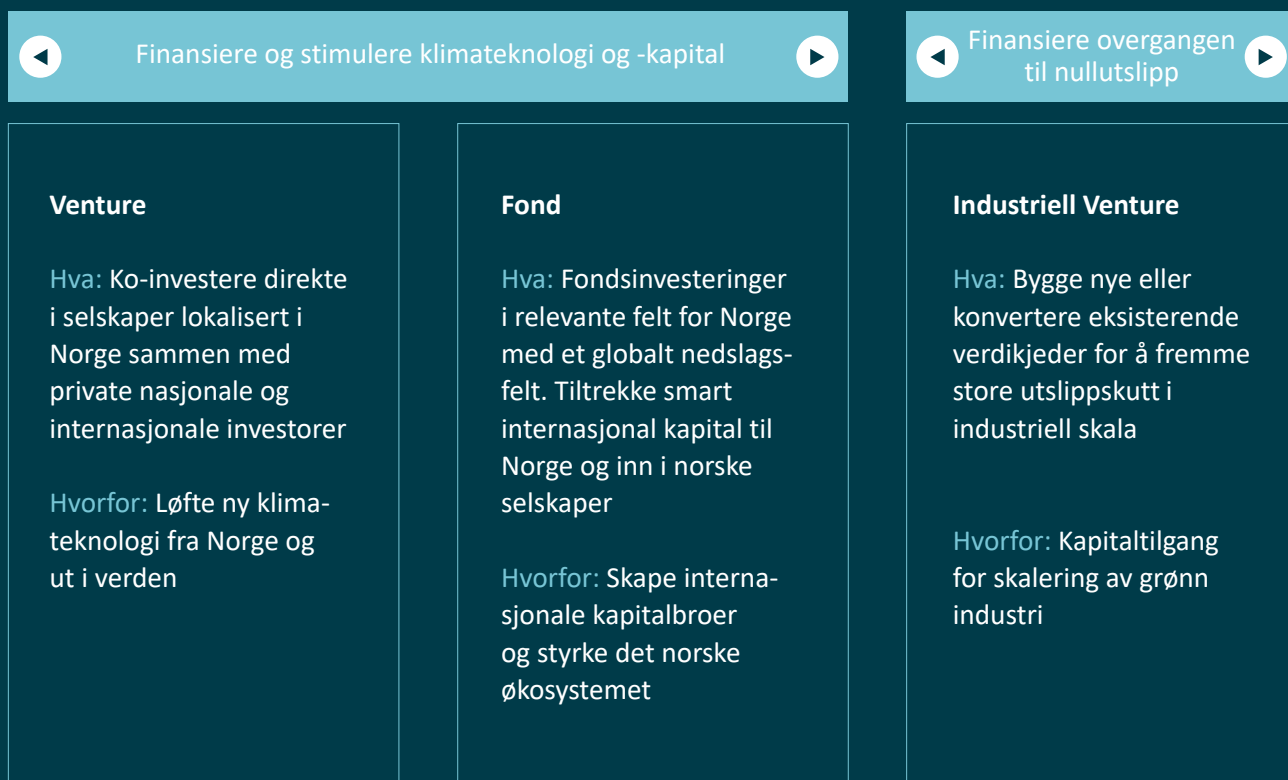 Finansiere og stimulere klimateknologi og -kapital
Finansiere overgangen
til nullutslipp
Venture
Hva: Ko-investere direkte
i selskaper lokalisert i
Norge sammen med
private nasjonale og
internasjonale investorer
Hvorfor: Løfte ny klima-
teknologi fra Norge og
ut i verden
Fond
Hva: Fondsinvesteringer
i relevante felt for Norge
med et globalt nedslags-
felt. Tiltrekke smart
internasjonal kapital til
Norge og inn i norske
selskaper
Hvorfor: Skape interna-
sjonale kapitalbroer
og styrke det norske
økosystemet
Industriell Venture
Hva: Bygge nye eller
konvertere eksisterende
verdikjeder for å fremme
store utslippskutt i
industriell skala
Hvorfor: Kapitaltilgang
for skalering av grønn
industri